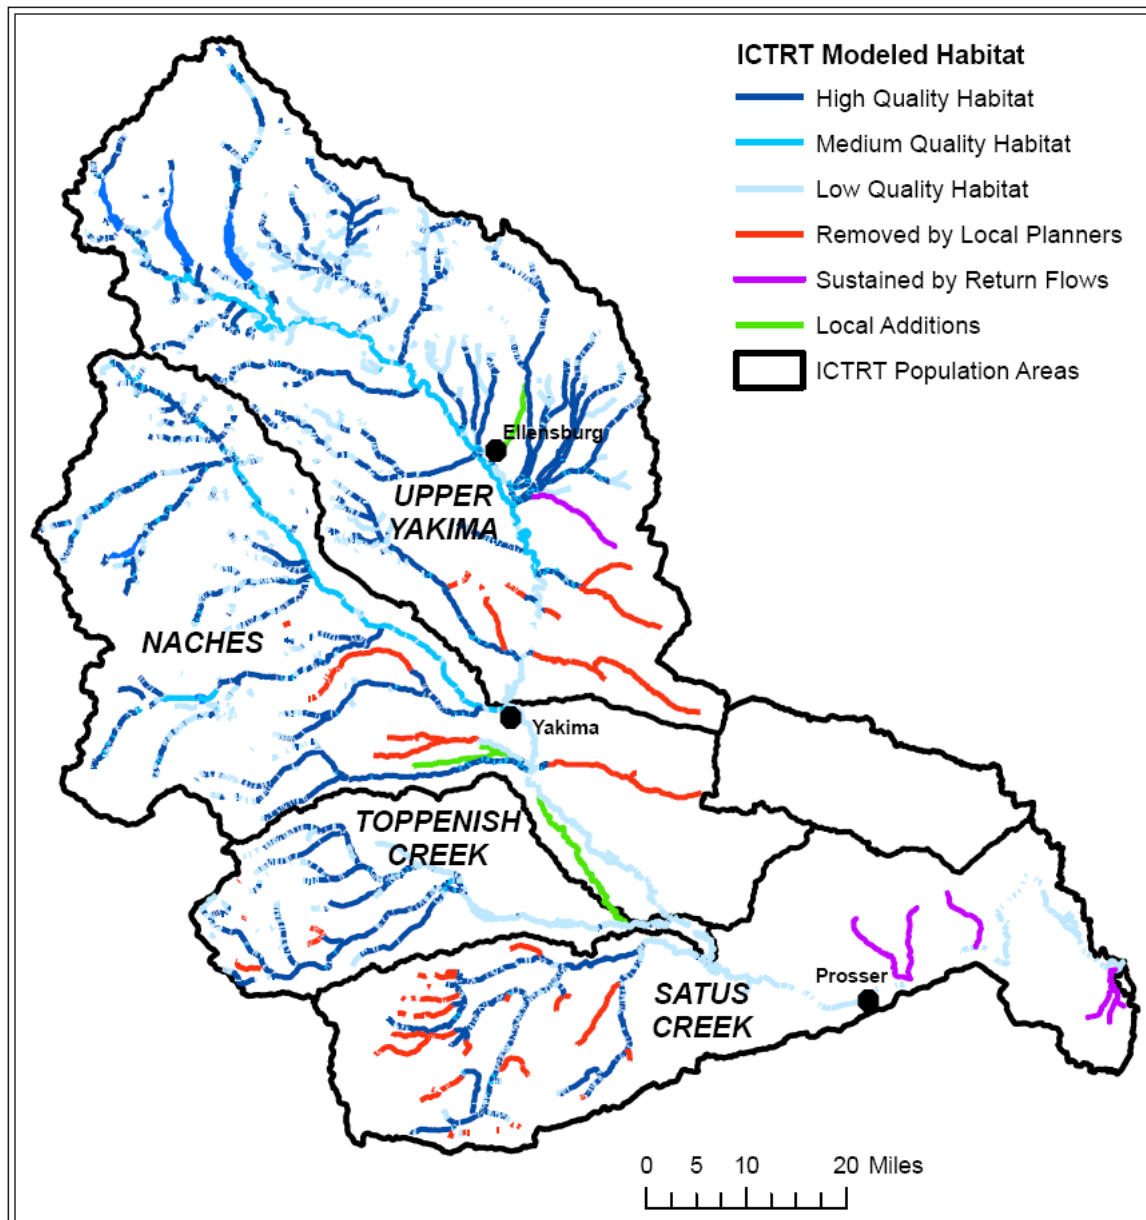 ICTRT Modeled Habitat
High Quality Habitat
Medium Quality Habitat
Low Quality Habitat
Removed by Local Planners
Sustained by Return Flows
Local Additions
ICTRT Population Areas
Ellensburg
UPPER
YAKIMA
NACHES
Yakima
TOPPENISH
CREEK
Prosser
SATUS
CREEK
0 5 10 20 Miles